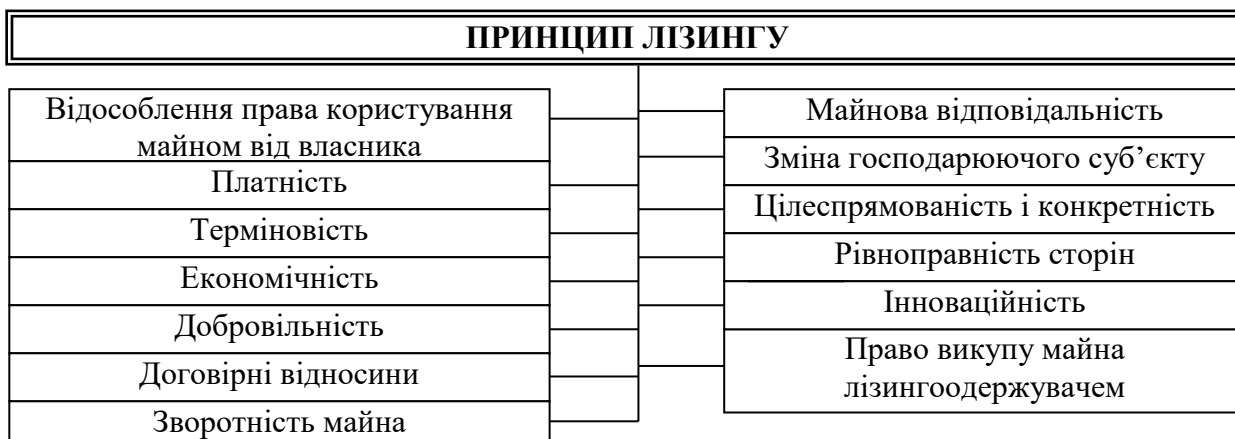 ПРИНЦИП ЛІЗИНГУ
Відособлення права користування
майном від власника
Платність
Терміновість
Економічність
Добровільність
Договірні відносини
Зворотність майна
Майнова відповідальність
Зміна господарюючого суб’єкту
Цілеспрямованість і конкретність
Рівноправність сторін
Інноваційність
Право викупу майна
лізингоодержувачем